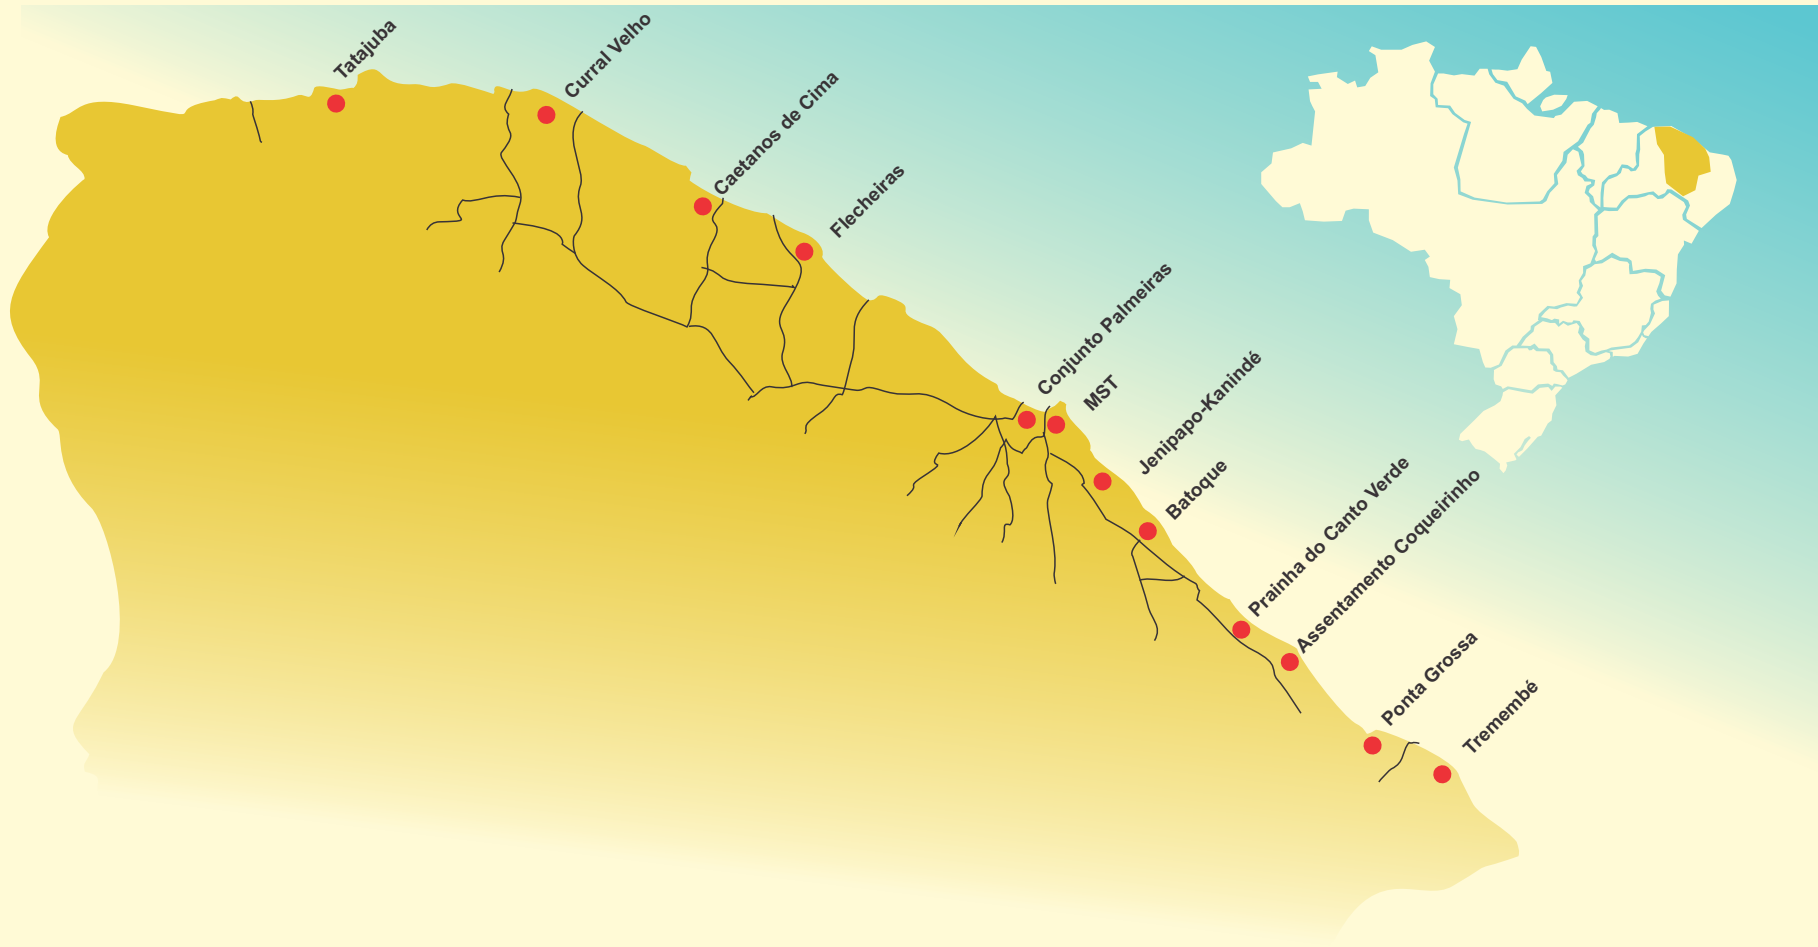 Tatajuba
Curral Velho
Caetanos de Cima
Flecheiras
Conjunto Palmeiras
MST
Jenipapo-Kanindé
Batoque
Prainha do Canto Verde
Assentamento Coqueirinho
Ponta Grossa
Tremembé